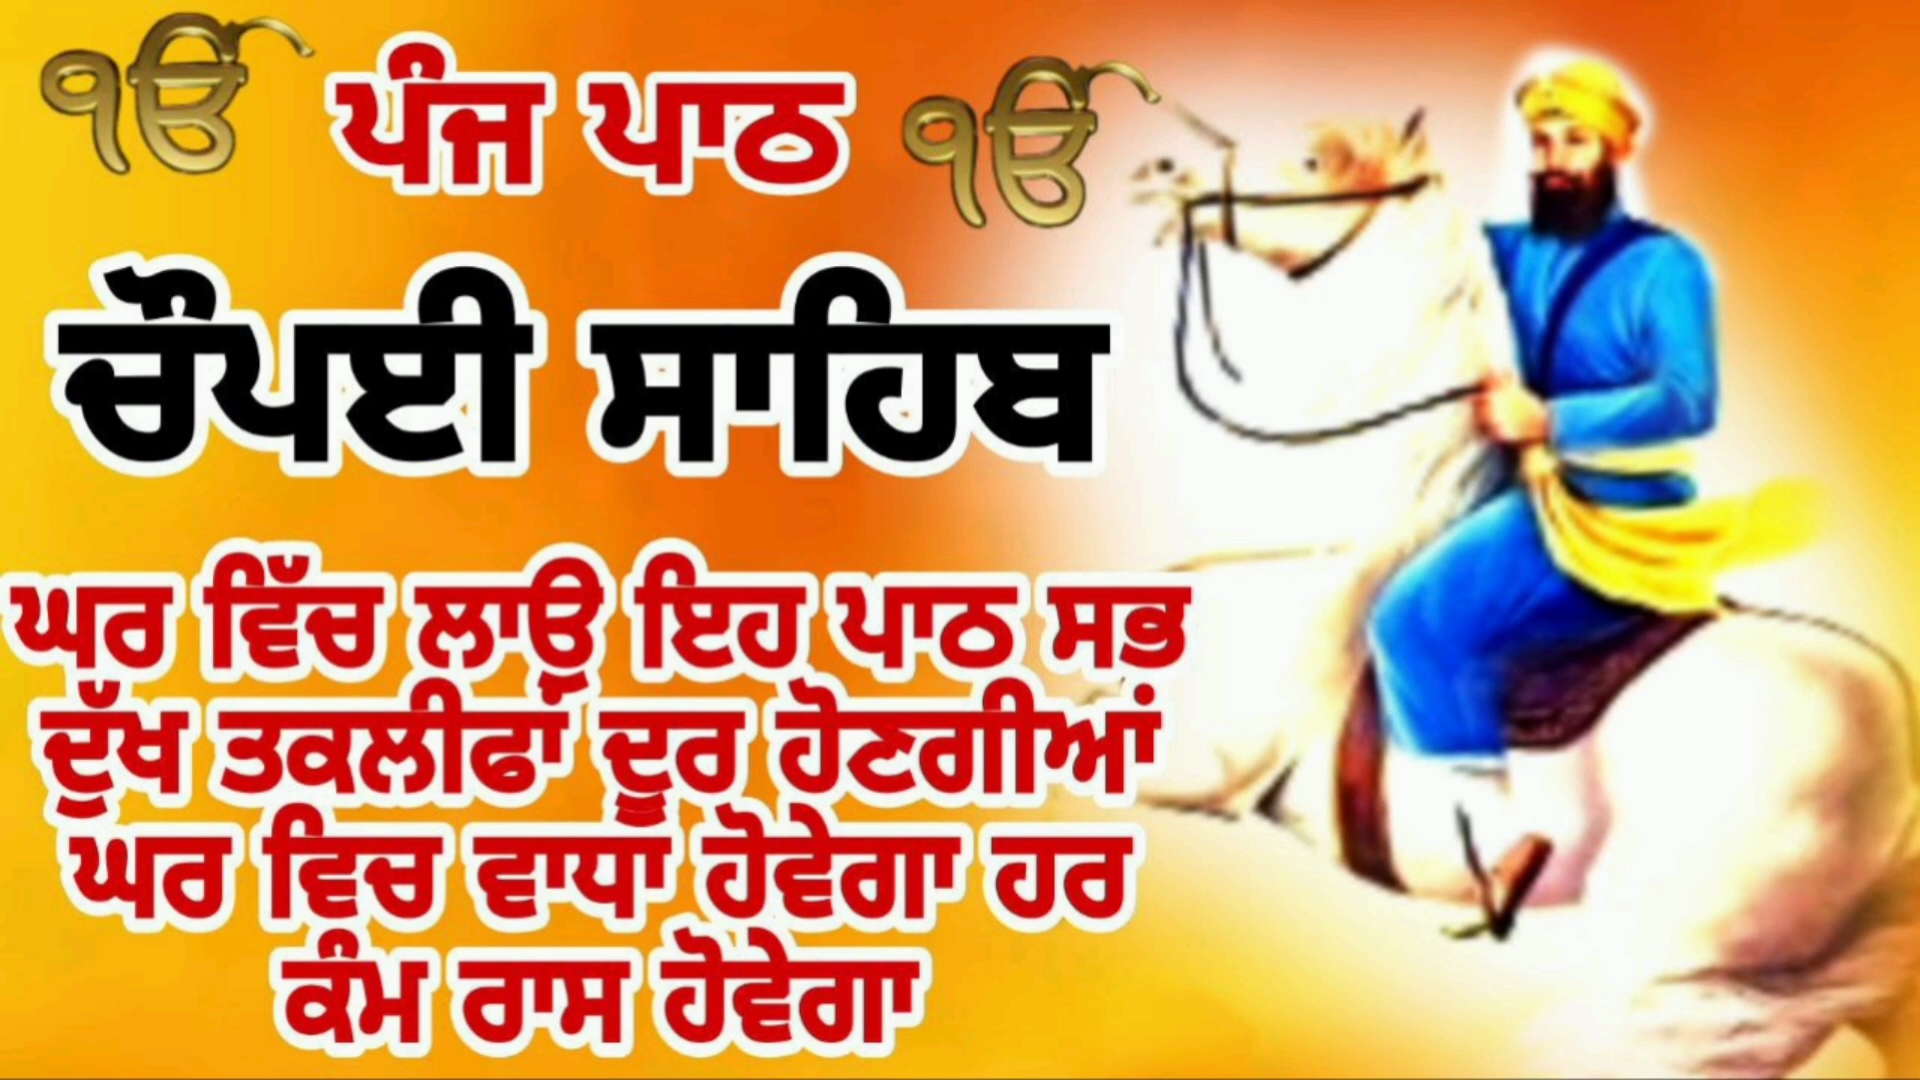 ੴ ਪੰਜ ਪਾਠ ੴ
ਚੌਪਈ ਸਾਹਿਬ
ਘਰ ਵਿੱਚ ਲਾਉ ਇਹ ਪਾਠ ਸਭ
ਦੁੱਖ ਤਕਲੀਫਾਂ ਦੂਰ ਹੋਣਗੀਆਂ
ਘਰ ਵਿਚ ਵਾਧਾ ਹੋਵੇਗਾ ਹਰ
ਕੰਮ ਰਾਸ ਹੋਵੇਗਾ